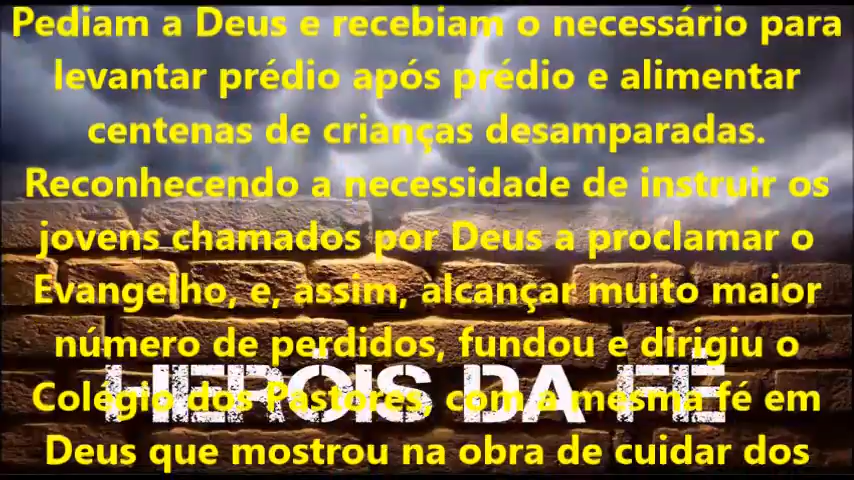 Pediam a Deus e recebiam o necessário para
levantar prédio após prédio e alimentar
centenas de crianças desamparadas.
Reconhecendo a necessidade de instruir os
jovens chamados por Deus a proclamar o
Evangelho, e, assim, alcançar muito maior
número de perdidos, fundou e dirigiu o
Colégio dos Pastores, com a mesma fé em
HERÓIS DA FÉ
Deus que mostrou na obra de cuidar dos